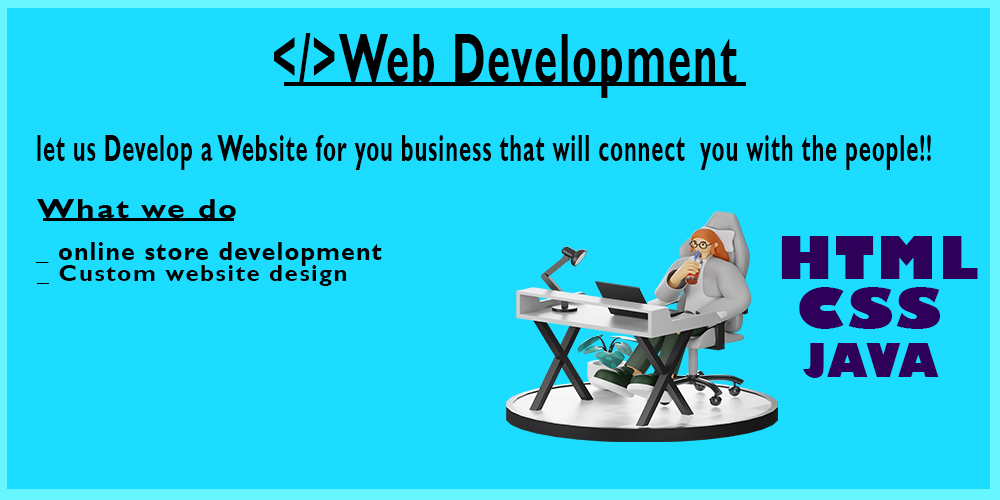 </>Web Development
let us Develop a Website for you business that will connect you with the people!!
What we do
_ online store development
_ Custom website design
HTML
CSS
JAVA